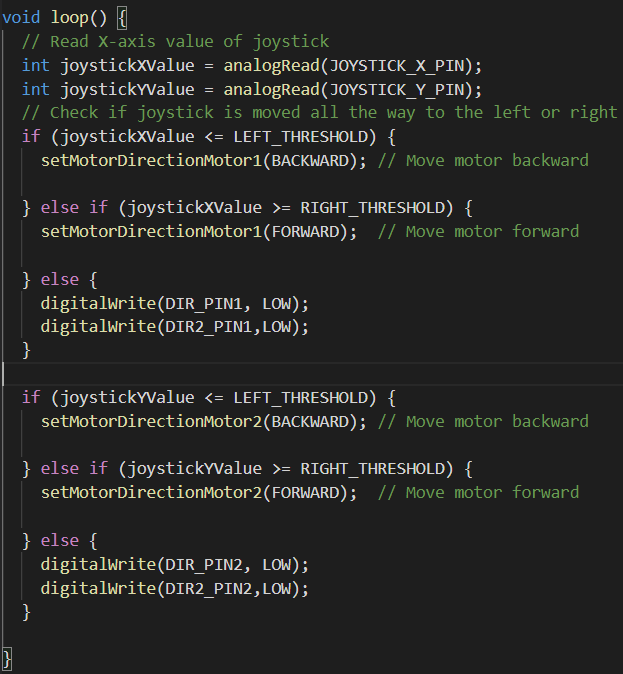 void loop() {
// Read X-axis value of joystick
int joystickXValue = analogRead(JOYSTICK_X_PIN);
int joystickYValue = analogRead(JOYSTICK_Y_PIN);
// Check if joystick is moved all the way to the left or right
if (joystickXValue <= LEFT_THRESHOLD) {
setMotorDirectionMotor1(BACKWARD); // Move motor backward
} else if (joystickXValue >= RIGHT_THRESHOLD) {
setMotorDirectionMotor1(FORWARD);  // Move motor forward
} else {
digitalWrite(DIR_PIN1, LOW);
digitalWrite(DIR2_PIN1,LOW);
}
if (joystickYValue <= LEFT_THRESHOLD) {
setMotorDirectionMotor2(BACKWARD); // Move motor backward
} else if (joystickYValue >= RIGHT_THRESHOLD) {
setMotorDirectionMotor2(FORWARD);  // Move motor forward
} else {
digitalWrite(DIR_PIN2, LOW);
digitalWrite(DIR2_PIN2,LOW);
}
}